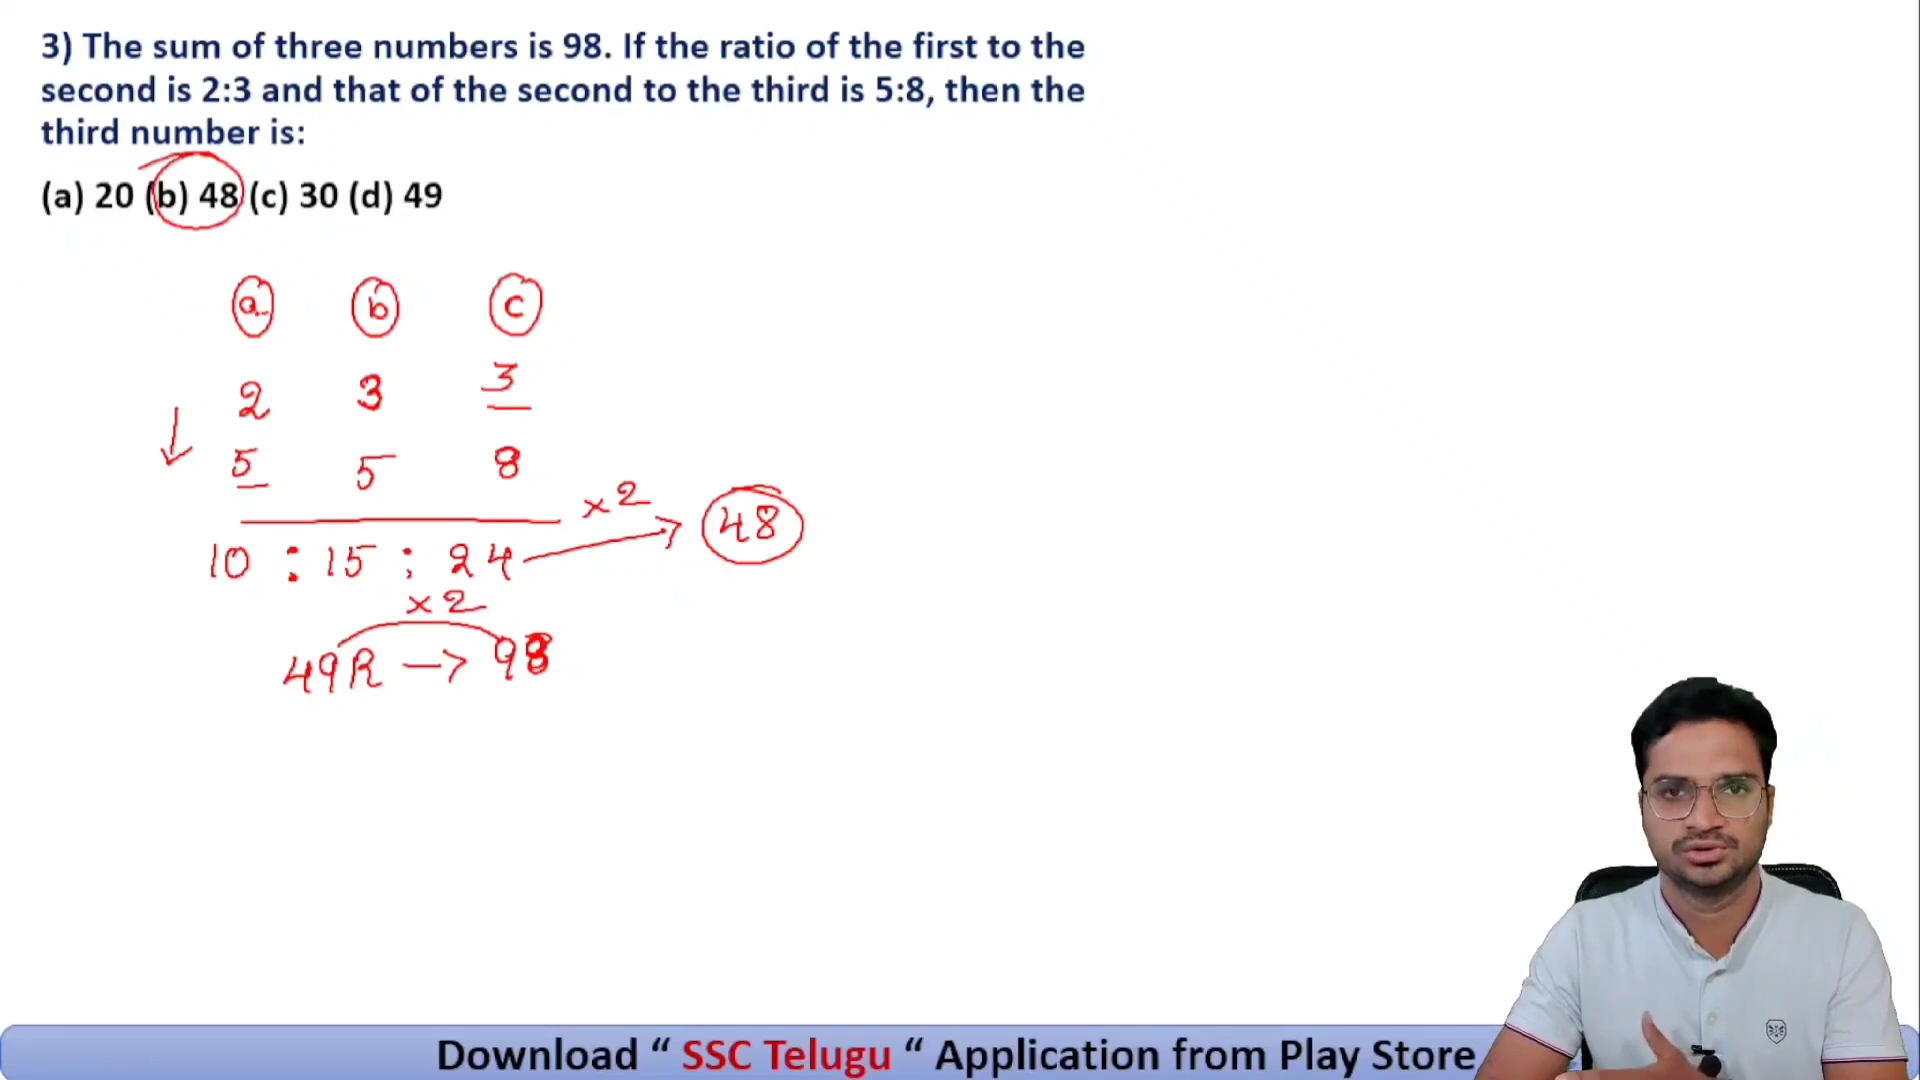 3) The sum of three numbers is 98. If the ratio of the first to the
second is 2:3 and that of the second to the third is 5:8, then the
third number is:
(a) 20 (b) 48 (c) 30 (d) 49
a b c
2 3 3
5 5 8
×2
48
10 : 15 : 24
×2
49R → 98
Download “ SSC Telugu “ Application from Play Store